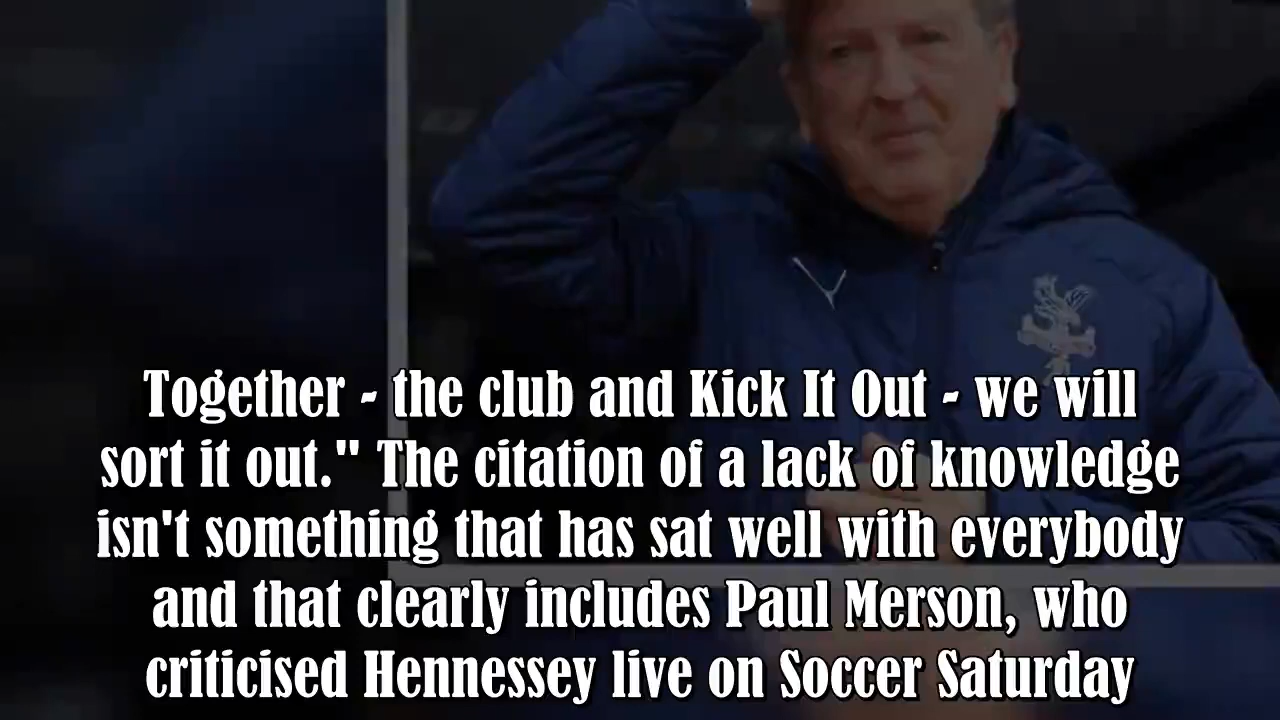 Together - the club and Kick It Out - we will
sort it out." The citation of a lack of knowledge
isn't something that has sat well with everybody
and that clearly includes Paul Merson, who
criticised Hennessey live on Soccer Saturday